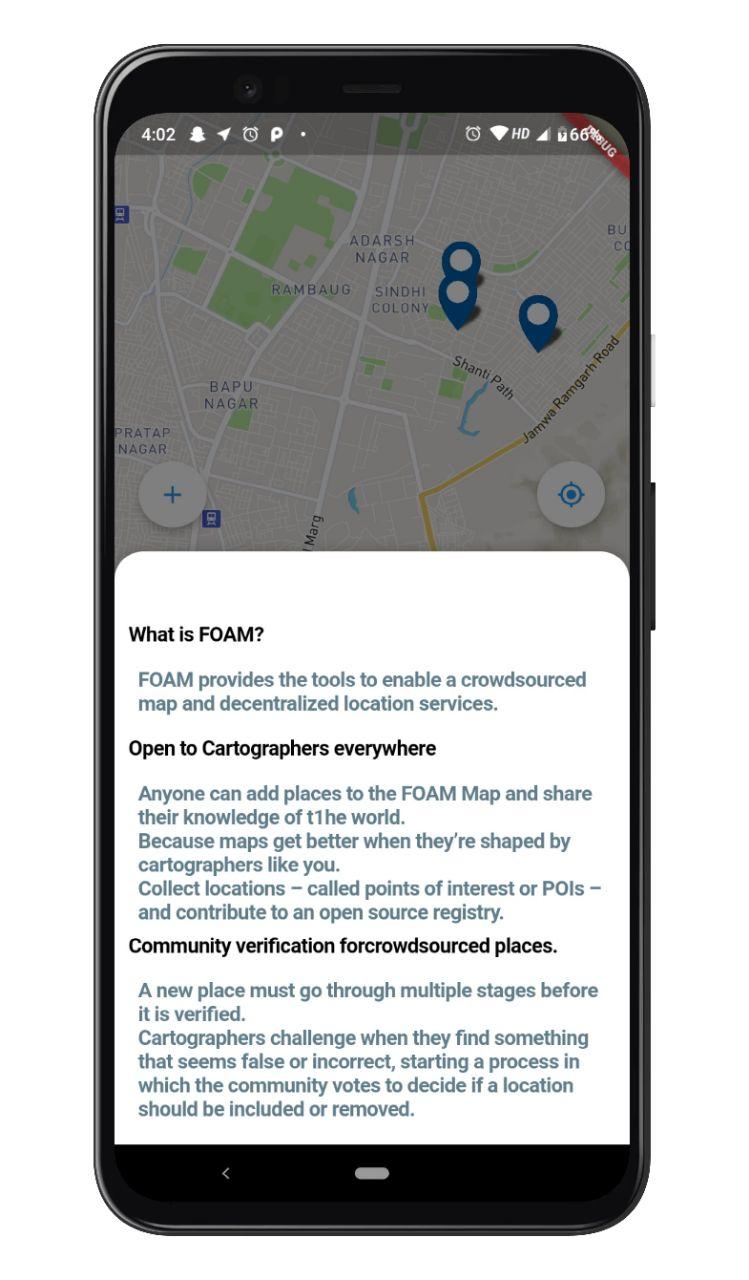 4:02
HD
66%
DEBUG
ADARSH
NAGAR
BU
CO
RAMBAUG
SINDHI
COLONY
Shanti Path
Jamwa Ramgarh Road
BAPU
NAGAR
PRATAP
NAGAR
l Marg
What is FOAM?
FOAM provides the tools to enable a crowdsourced
map and decentralized location services.
Open to Cartographers everywhere
Anyone can add places to the FOAM Map and share
their knowledge of t1he world.
Because maps get better when they’re shaped by
cartographers like you.
Collect locations – called points of interest or POIs –
and contribute to an open source registry.
Community verification forcrowdsourced places.
A new place must go through multiple stages before
it is verified.
Cartographers challenge when they find something
that seems false or incorrect, starting a process in
which the community votes to decide if a location
should be included or removed.